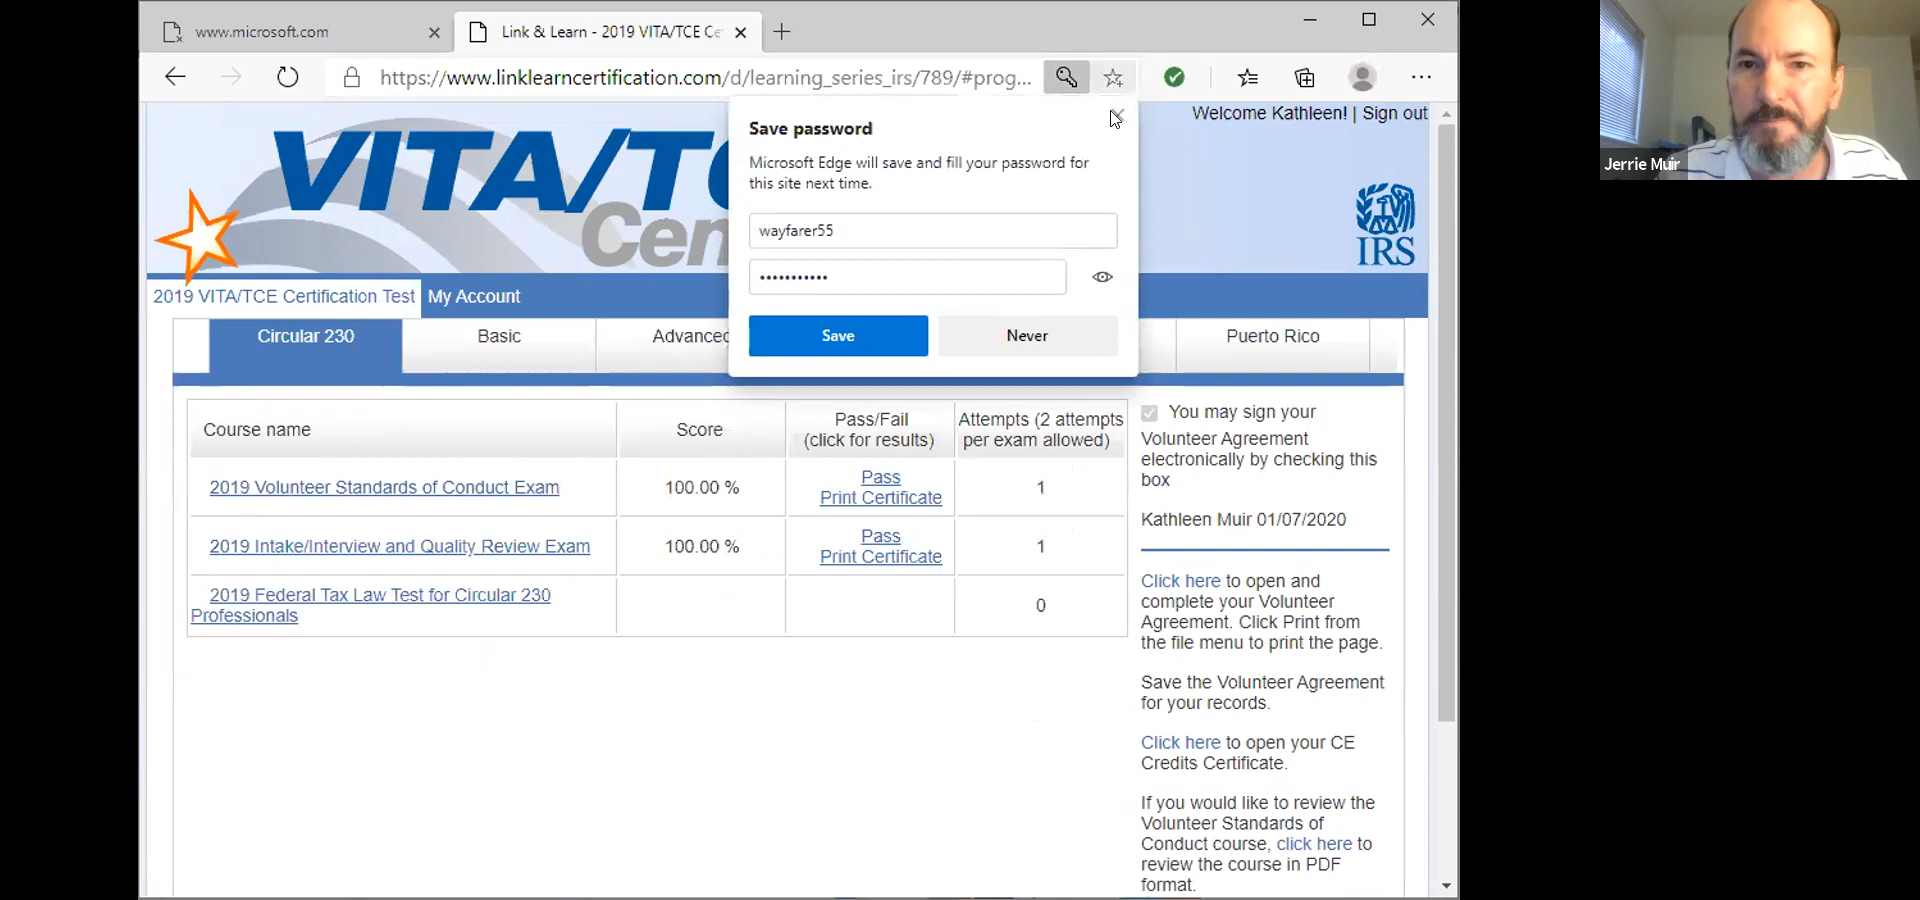 www.microsoft.com
Link & Learn - 2019 VITA/TCE Ce
https://www.linklearncertification.com/d/learning_series_irs/789/#prog...
Welcome Kathleen! | Sign out
VITA/T
Cen
IRS
Save password
Microsoft Edge will save and fill your password for
this site next time.
wayfarer55
•••••••••••
Save
Never
Jerrie Muir
2019 VITA/TCE Certification Test
My Account
Circular 230
Basic
Advanced
Puerto Rico
Course name
Score
Pass/Fail
(click for results)
Attempts (2 attempts
per exam allowed)
2019 Volunteer Standards of Conduct Exam
100.00 %
Pass
Print Certificate
1
2019 Intake/Interview and Quality Review Exam
100.00 %
Pass
Print Certificate
1
2019 Federal Tax Law Test for Circular 230
Professionals
0
You may sign your
Volunteer Agreement
electronically by checking this
box
Kathleen Muir 01/07/2020
Click here to open and
complete your Volunteer
Agreement. Click Print from
the file menu to print the page.
Save the Volunteer Agreement
for your records.
Click here to open your CE
Credits Certificate.
If you would like to review the
Volunteer Standards of
Conduct course, click here to
review the course in PDF
format.